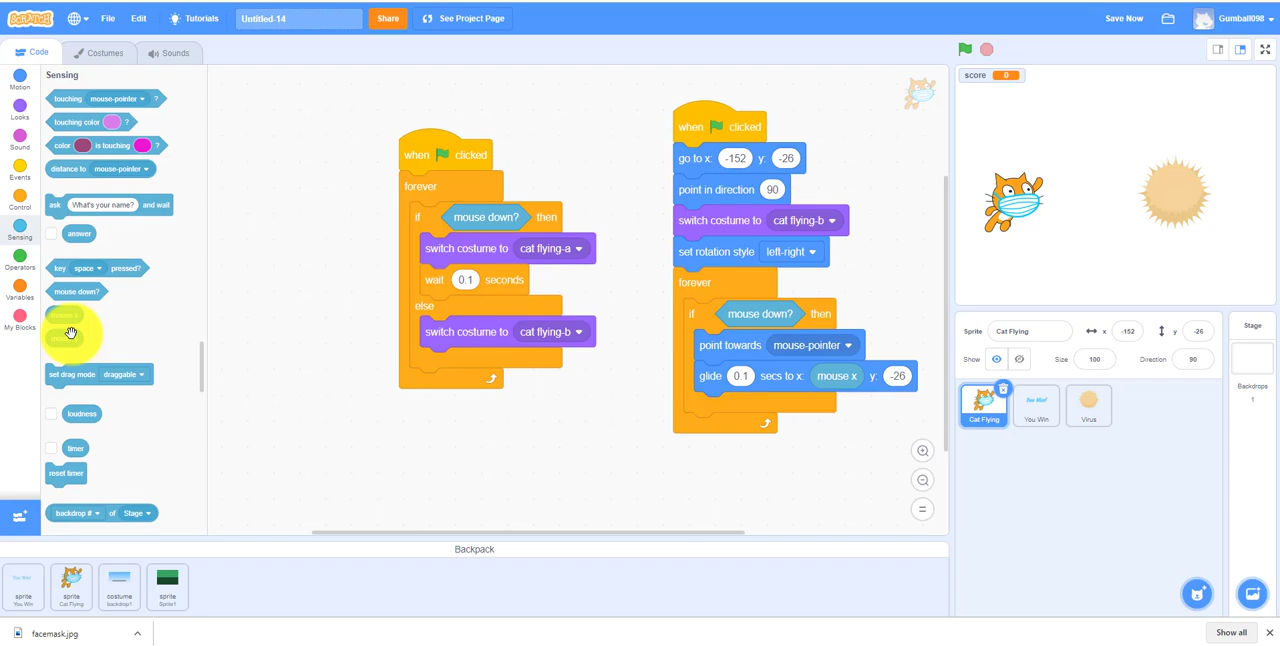 SCRATCH File Edit Tutorials Untitled-14 Share See Project Page Save Now Gumball098
Code Costumes Sounds
Motion
Looks
Sound
Events
Control
Sensing
Operators
Variables
My Blocks
Sensing
touching mouse-pointer ?
touching color ?
color is touching ?
distance to mouse-pointer
ask What's your name? and wait
answer
key space pressed?
mouse down?
set drag mode draggable
loudness
timer
reset timer
backdrop # of Stage
when clicked
forever
if mouse down? then
switch costume to cat flying-a
wait 0.1 seconds
else
switch costume to cat flying-b
when clicked
go to x: -152 y: -26
point in direction 90
switch costume to cat flying-b
set rotation style left-right
forever
if mouse down? then
point towards mouse-pointer
glide 0.1 secs to x: mouse x y: -26
score 0
Sprite Cat Flying x -152 y -26
Show Size 100 Direction 90
Cat Flying
You Win!
You Win
Virus
Stage
Backdrops
1
Backpack
You Win!
sprite
You Win
sprite
Cat Flying
costume
backdrop1
sprite
Sprite1
facemask.jpg
Show all